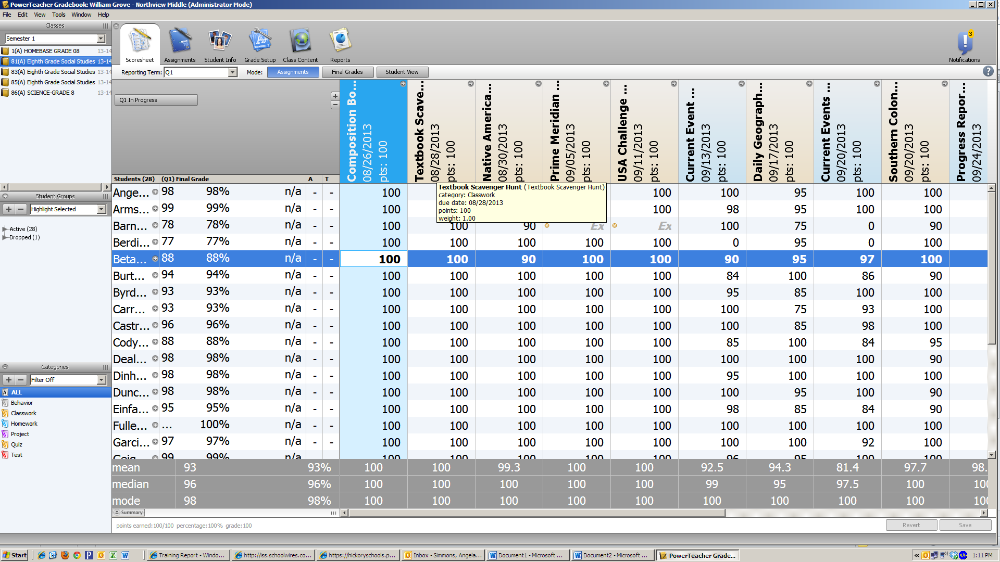 PowerTeacher Gradebook: William Grove - Northview Middle (Administrator Mode)
File Edit View Tools Window Help
Classes
Semester 1
1(A) HOMEBASE GRADE 08 13-14
81(A) Eighth Grade Social Studies 13-14
83(A) Eighth Grade Social Studies 13-14
85(A) Eighth Grade Social Studies 13-14
86(A) SCIENCE-GRADE 8 13-14
Scoresheet Assignments Student Info Grade Setup Class Content Reports
3
Notifications
Reporting Term: Q1 Mode: Assignments Final Grades Student View
?
Q1 In Progress
Composition Bo... 08/26/2013 pts: 100
Textbook Scave... 08/28/2013 pts: 100
Native America... 08/30/2013 pts: 100
Prime Meridian ... 09/05/2013 pts: 100
USA Challenge ... 09/11/2013 pts: 100
Current Event ... 09/13/2013 pts: 100
Daily Geograph... 09/17/2013 pts: 100
Current Events ... 09/20/2013 pts: 100
Southern Colon... 09/20/2013 pts: 100
Progress Repor... 09/24/2013
Students (28) (Q1) Final Grade A T
Textbook Scavenger Hunt (Textbook Scavenger Hunt)
category: Classwork
due date: 08/28/2013
points: 100
weight: 1.00
Ange... 98 98% n/a - - 100 100 100 95 100 100
Arms... 99 99% n/a - - 100 100 98 95 100 100
Barn... 78 78% n/a - - 100 100 90 Ex Ex 100 75 0 90
Berdi... 77 77% n/a - - 100 100 100 100 100 0 95 0 100
Beta... 88 88% n/a - - 100 100 90 100 100 90 95 97 100
Burt... 94 94% n/a - - 100 100 100 100 100 84 100 86 90
Byrd... 93 93% n/a - - 100 100 100 100 100 95 85 100 100
Carr... 93 93% n/a - - 100 100 100 100 100 100 75 93 100
Castr... 96 96% n/a - - 100 100 100 100 100 100 85 98 100
Cody... 88 88% n/a - - 100 100 100 100 100 85 100 84 95
Deal... 98 98% n/a - - 100 100 100 100 100 100 100 100 90
Dinh... 98 98% n/a - - 100 100 100 100 100 95 100 100 100
Dunc... 98 98% n/a - - 100 100 100 100 100 100 95 100 90
Einfa... 95 95% n/a - - 100 100 100 100 100 98 85 84 90
Fulle... ... 100% n/a - - 100 100 100 100 100 100 100 100 100
Garci... 97 97% n/a - - 100 100 100 100 100 100 100 92 100
Geig... 99 99% n/a 100 100 100 100 100 96 95 100 100
mean 93 93% 100 100 99.3 100 100 92.5 94.3 81.4 97.7 98.
median 96 96% 100 100 100 100 100 99 95 97.5 100 100
mode 98 98% 100 100 100 100 100 100 100 100 100 100
Summary
points earned:100/100 percentage:100% grade:100
Revert Save
Student Groups
Highlight Selected
Active (28)
Dropped (1)
Categories
Filter Off
ALL
Behavior
Classwork
Homework
Project
Quiz
Test
Start Training Report - Windo... http://iss.schoolwires.co... https://hickoryschools.p... Inbox - Simmons, Angela... Document1 - Microsoft ... Document2 - Microsoft ... PowerTeacher Grade... 1:11 PM